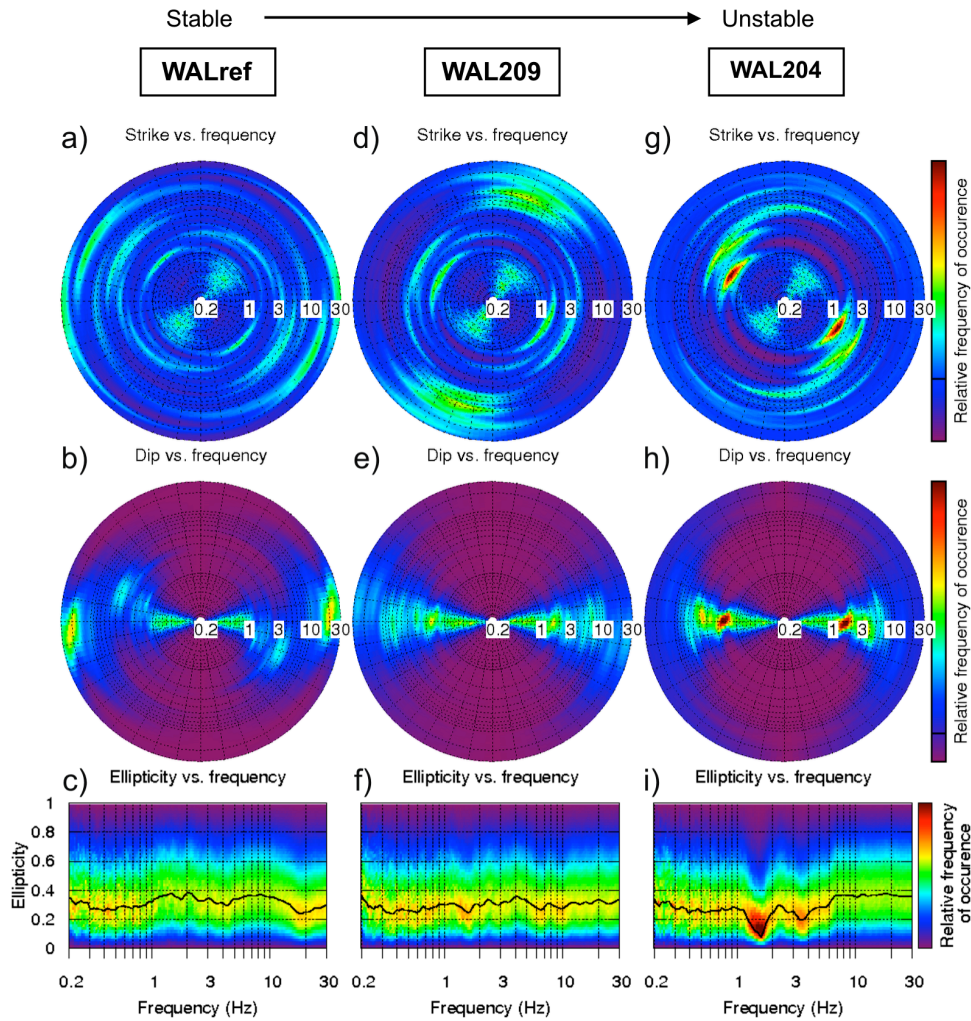 Stable Unstable
WALref WAL209 WAL204
a) d) g)
Strike vs. frequency Strike vs. frequency Strike vs. frequency
0.2 1 3 10 30 0.2 1 3 10 30 0.2 1 3 10 30
Relative frequency of occurence
b) e) h)
Dip vs. frequency Dip vs. frequency Dip vs. frequency
0.2 1 3 10 30 0.2 1 3 10 30 0.2 1 3 10 30
Relative frequency of occurence
c) f) i)
Ellipticity vs. frequency Ellipticity vs. frequency Ellipticity vs. frequency
Ellipticity
1
0.8
0.6
0.4
0.2
0
0.2 1 3 10 30 0.2 1 3 10 30 0.2 1 3 10 30
Frequency (Hz) Frequency (Hz) Frequency (Hz)
Relative frequency
of occurence